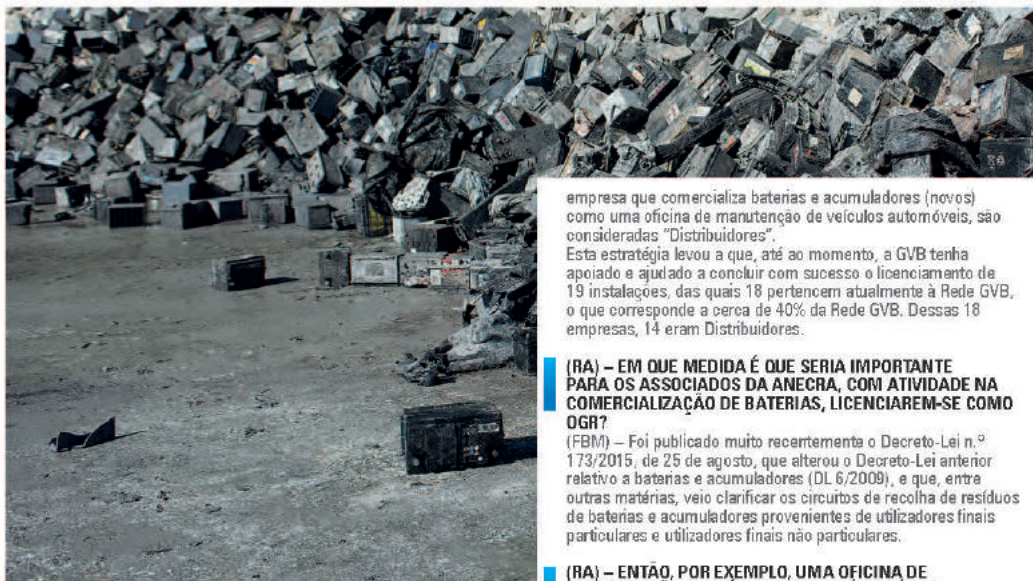 empresa que comercializa baterias e acumuladores (novos)
como uma oficina de manutenção de veículos automóveis, são
consideradas "Distribuidores".
Esta estratégia levou a que, até ao momento, a GVB tenha
apoiado e ajudado a concluir com sucesso o licenciamento de
19 instalações, das quais 18 pertencem atualmente à Rede GVB,
o que corresponde a cerca de 40% da Rede GVB. Dessas 18
empresas, 14 eram Distribuidores.
(RA) – EM QUE MEDIDA É QUE SERIA IMPORTANTE
PARA OS ASSOCIADOS DA ANECRA, COM ATIVIDADE NA
COMERCIALIZAÇÃO DE BATERIAS, LICENCIAREM-SE COMO
OGR?
(FBM) – Foi publicado muito recentemente o Decreto-Lei n.º
173/2015, de 25 de agosto, que alterou o Decreto-Lei anterior
relativo a baterias e acumuladores (DL 6/2009), e que, entre
outras matérias, veio clarificar os circuitos de recolha de resíduos
de baterias e acumuladores provenientes de utilizadores finais
particulares e utilizadores finais não particulares.
(RA) – ENTÃO, POR EXEMPLO, UMA OFICINA DE